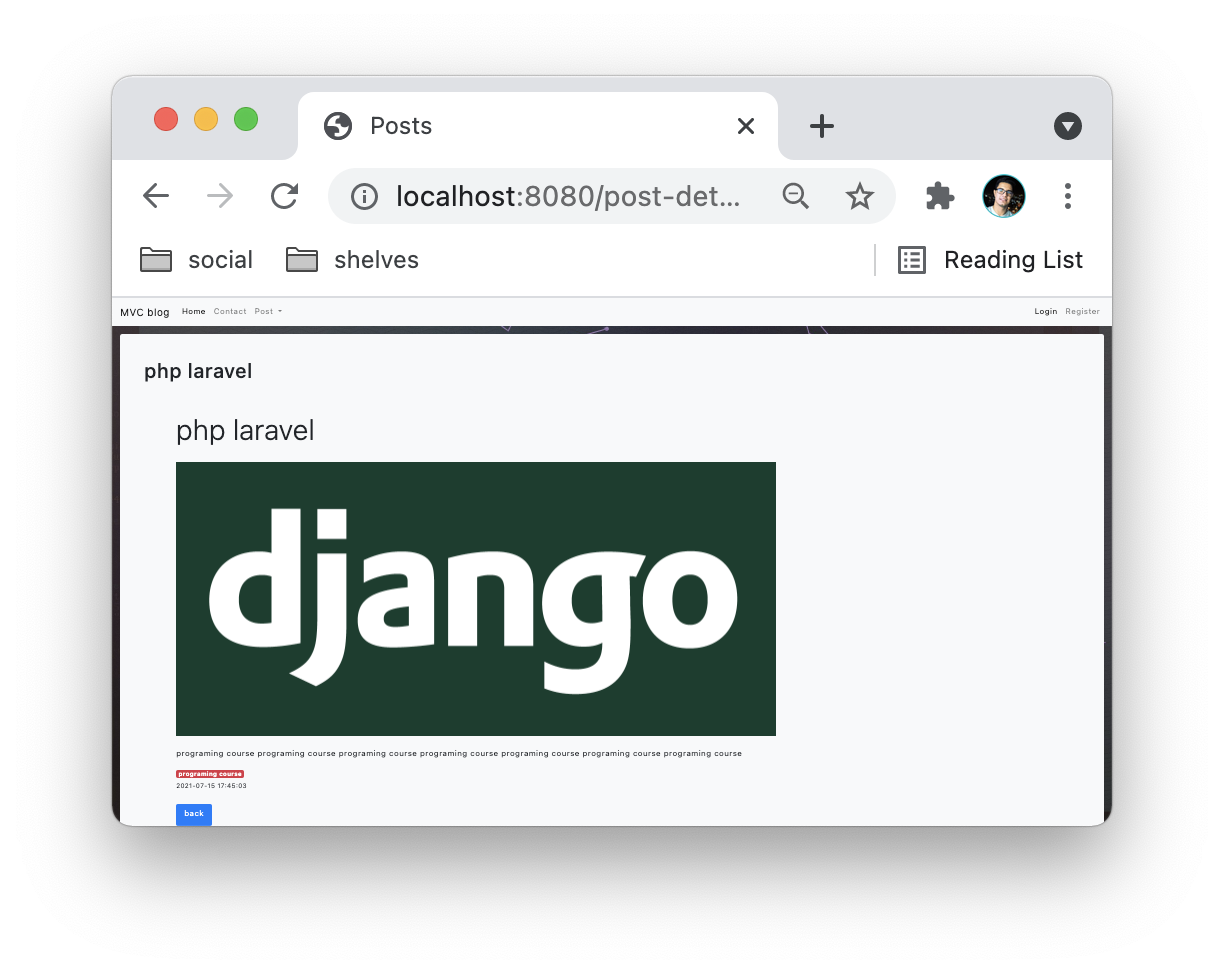 Posts
localhost:8080/post-det...
social shelves Reading List
MVC blog Home Contact Post Login Register
php laravel
php laravel
django
programing course programing course programing course programing course programing course programing course programing course
programing course
2021-07-15 17:45:03
back